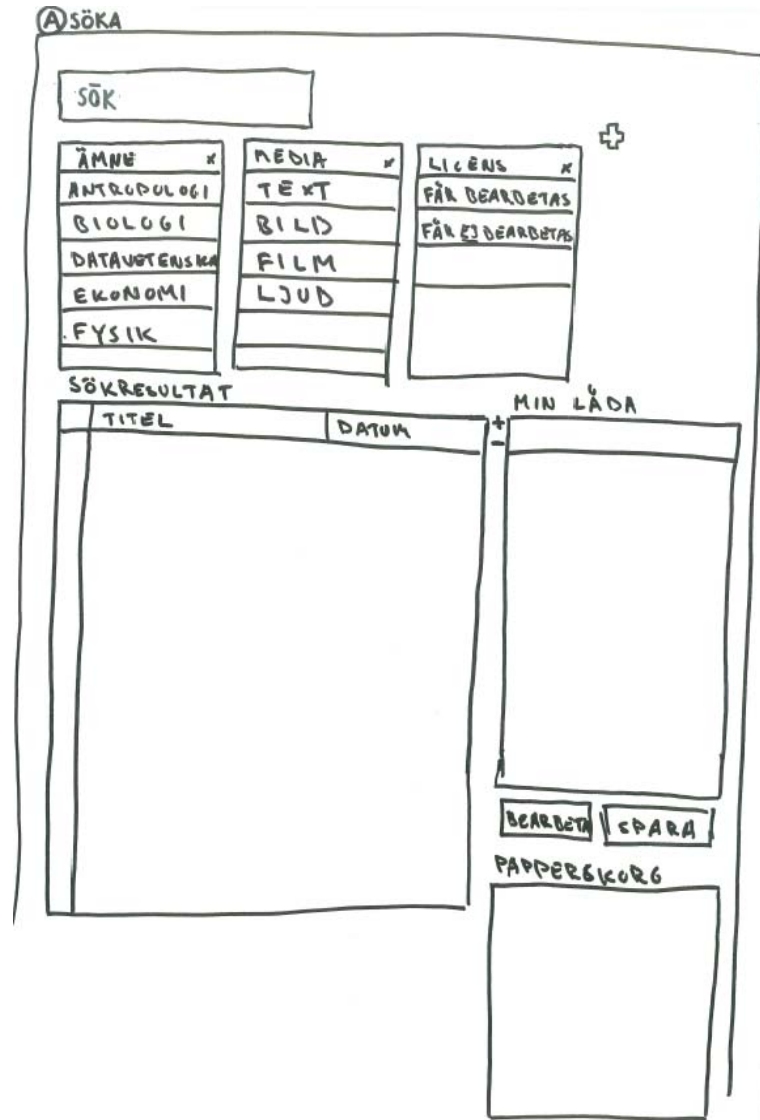 A SÖKA
SÖK
ÄMNE x
ANTROPOLOGI
BIOLOGI
DATAVETENSKA
EKONOMI
FYSIK
MEDIA x
TEXT
BILD
FILM
LJUD
LICENS x
FÅR BEARBETAS
FÅR EJ BEARBETAS
SÖKRESULTAT
TITEL DATUM
+
-
MIN LÅDA
BEARBETA SPARA
PAPPERSKORG